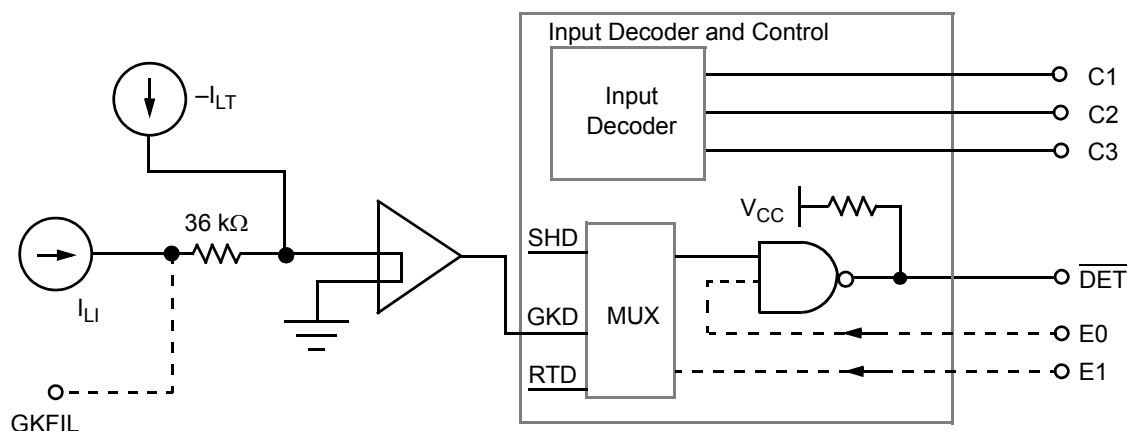 Input Decoder and Control
Input
Decoder
C1
C2
C3
–I_LT
36 kΩ
I_LI
V_CC
SHD
GKD
RTD
MUX
D̅E̅T̅
E0
E1
GKFIL